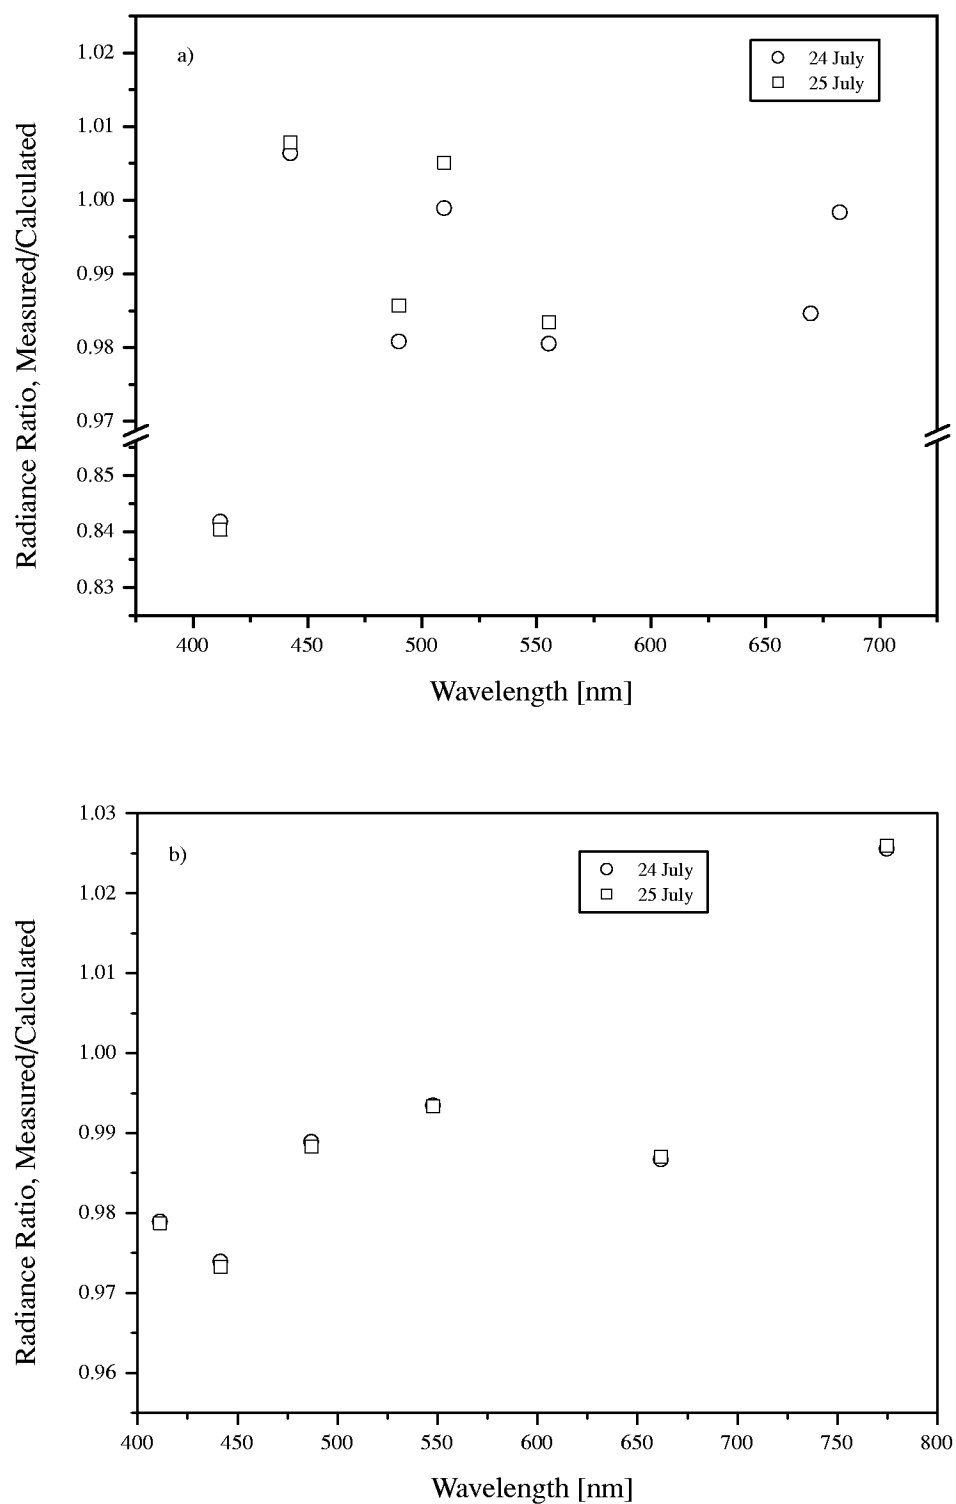 a)
24 July
25 July
1.02
1.01
1.00
0.99
0.98
0.97
0.85
0.84
0.83
Radiance Ratio, Measured/Calculated
400 450 500 550 600 650 700
Wavelength [nm]
b)
24 July
25 July
1.03
1.02
1.01
1.00
0.99
0.98
0.97
0.96
Radiance Ratio, Measured/Calculated
400 450 500 550 600 650 700 750 800
Wavelength [nm]